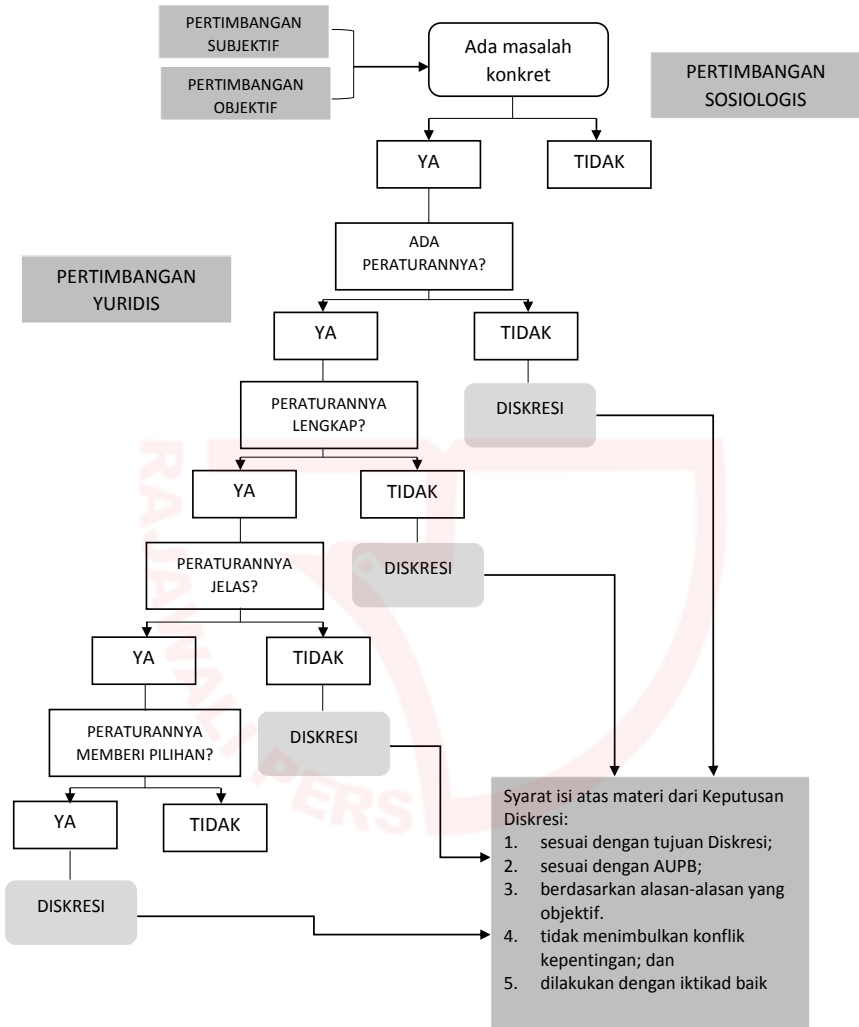 PERTIMBANGAN
SUBJEKTIF
PERTIMBANGAN
OBJEKTIF
Ada masalah
konkret
PERTIMBANGAN
SOSIOLOGIS
YA
TIDAK
ADA
PERATURANNYA?
PERTIMBANGAN
YURIDIS
YA
TIDAK
PERATURANNYA
LENGKAP?
DISKRESI
YA
TIDAK
PERATURANNYA
JELAS?
DISKRESI
YA
TIDAK
PERATURANNYA
MEMBERI PILIHAN?
DISKRESI
YA
TIDAK
DISKRESI
Syarat isi atas materi dari Keputusan
Diskresi:
1. sesuai dengan tujuan Diskresi;
2. sesuai dengan AUPB;
3. berdasarkan alasan-alasan yang
objektif.
4. tidak menimbulkan konflik
kepentingan; dan
5. dilakukan dengan iktikad baik
RAJAWALI PERS